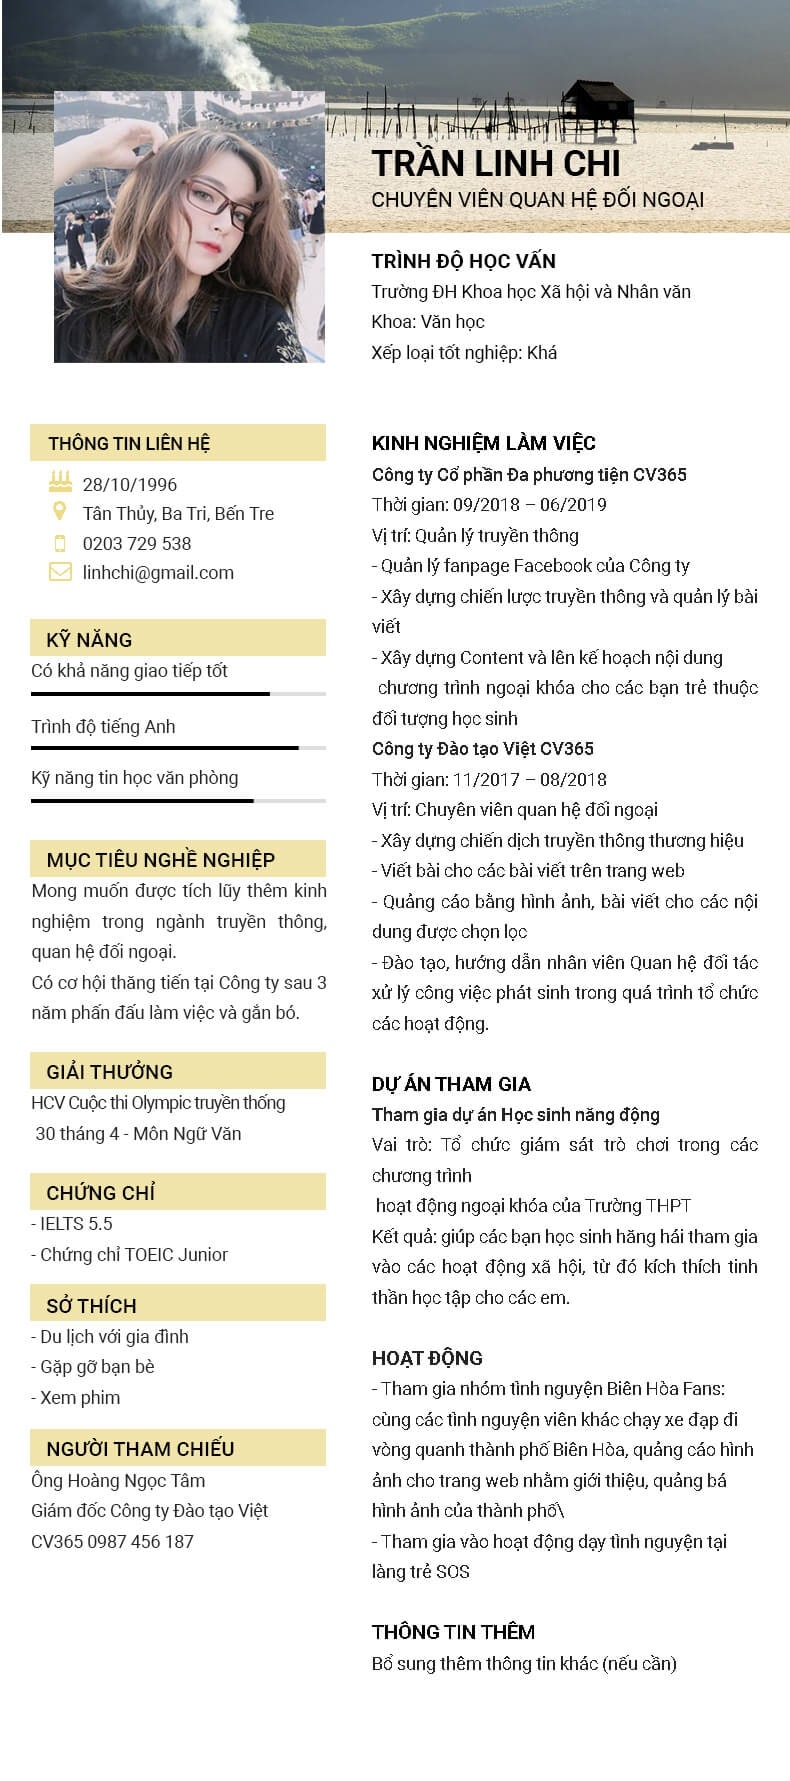 TRẦN LINH CHI
CHUYÊN VIÊN QUAN HỆ ĐỐI NGOẠI
TRÌNH ĐỘ HỌC VẤN
Trường ĐH Khoa học Xã hội và Nhân văn
Khoa: Văn học
Xếp loại tốt nghiệp: Khá
THÔNG TIN LIÊN HỆ
28/10/1996
Tân Thủy, Ba Tri, Bến Tre
0203 729 538
linhchi@gmail.com
KỸ NĂNG
Có khả năng giao tiếp tốt
Trình độ tiếng Anh
Kỹ năng tin học văn phòng
MỤC TIÊU NGHỀ NGHIỆP
Mong muốn được tích lũy thêm kinh
nghiệm trong ngành truyền thông,
quan hệ đối ngoại.
Có cơ hội thăng tiến tại Công ty sau 3
năm phấn đấu làm việc và gắn bó.
GIẢI THƯỞNG
HCV Cuộc thi Olympic truyền thống
30 tháng 4 - Môn Ngữ Văn
CHỨNG CHỈ
- IELTS 5.5
- Chứng chỉ TOEIC Junior
SỞ THÍCH
- Du lịch với gia đình
- Gặp gỡ bạn bè
- Xem phim
NGƯỜI THAM CHIẾU
Ông Hoàng Ngọc Tâm
Giám đốc Công ty Đào tạo Việt
CV365 0987 456 187
KINH NGHIỆM LÀM VIỆC
Công ty Cổ phần Đa phương tiện CV365
Thời gian: 09/2018 – 06/2019
Vị trí: Quản lý truyền thông
- Quản lý fanpage Facebook của Công ty
- Xây dựng chiến lược truyền thông và quản lý bài
viết
- Xây dựng Content và lên kế hoạch nội dung
chương trình ngoại khóa cho các bạn trẻ thuộc
đối tượng học sinh
Công ty Đào tạo Việt CV365
Thời gian: 11/2017 – 08/2018
Vị trí: Chuyên viên quan hệ đối ngoại
- Xây dựng chiến dịch truyền thông thương hiệu
- Viết bài cho các bài viết trên trang web
- Quảng cáo bằng hình ảnh, bài viết cho các nội
dung được chọn lọc
- Đào tạo, hướng dẫn nhân viên Quan hệ đối tác
xử lý công việc phát sinh trong quá trình tổ chức
các hoạt động.
DỰ ÁN THAM GIA
Tham gia dự án Học sinh năng động
Vai trò: Tổ chức giám sát trò chơi trong các
chương trình
hoạt động ngoại khóa của Trường THPT
Kết quả: giúp các bạn học sinh hăng hái tham gia
vào các hoạt động xã hội, từ đó kích thích tinh
thần học tập cho các em.
HOẠT ĐỘNG
- Tham gia nhóm tình nguyện Biên Hòa Fans:
cùng các tình nguyện viên khác chạy xe đạp đi
vòng quanh thành phố Biên Hòa, quảng cáo hình
ảnh cho trang web nhằm giới thiệu, quảng bá
hình ảnh của thành phố\
- Tham gia vào hoạt động dạy tình nguyện tại
làng trẻ SOS
THÔNG TIN THÊM
Bổ sung thêm thông tin khác (nếu cần)